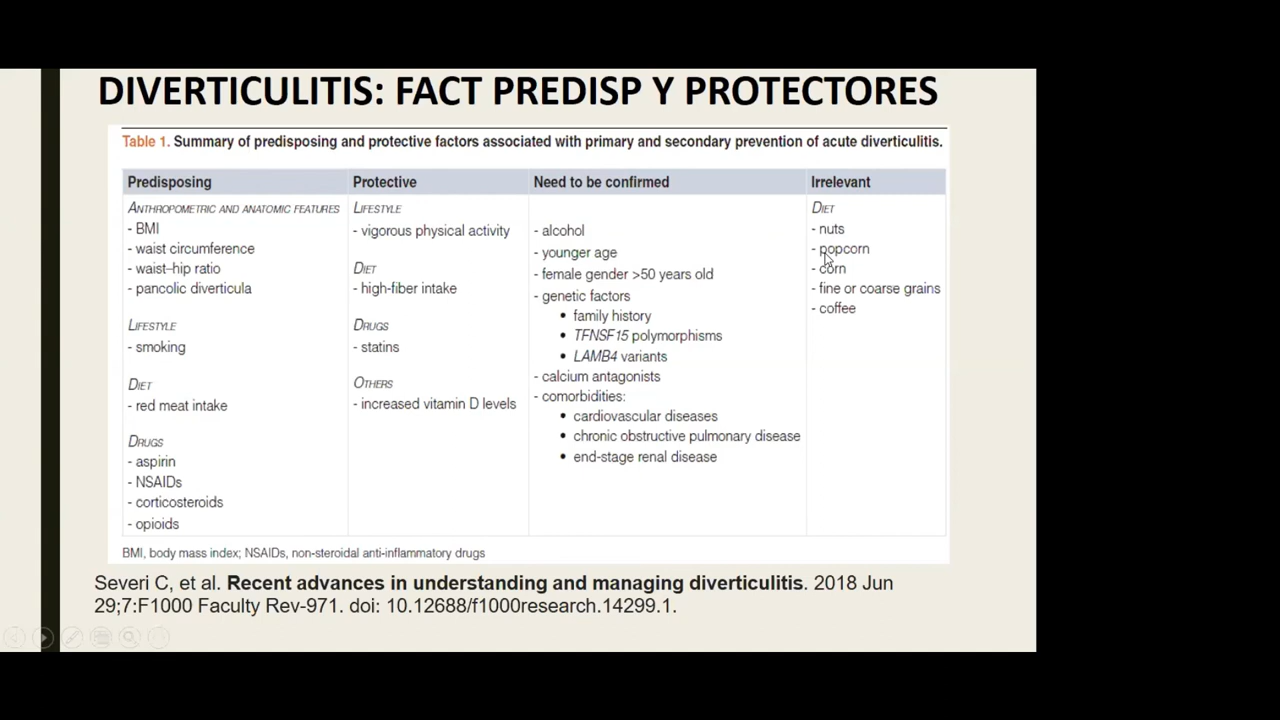 DIVERTICULITIS: FACT PREDISP Y PROTECTORES
Table 1. Summary of predisposing and protective factors associated with primary and secondary prevention of acute diverticulitis.
Predisposing
ANTHROPOMETRIC AND ANATOMIC FEATURES
- BMI
- waist circumference
- waist–hip ratio
- pancolic diverticula
LIFESTYLE
- smoking
DIET
- red meat intake
DRUGS
- aspirin
- NSAIDs
- corticosteroids
- opioids
Protective
LIFESTYLE
- vigorous physical activity
DIET
- high-fiber intake
DRUGS
- statins
OTHERS
- increased vitamin D levels
Need to be confirmed
- alcohol
- younger age
- female gender >50 years old
- genetic factors
• family history
• TFNSF15 polymorphisms
• LAMB4 variants
- calcium antagonists
- comorbidities:
• cardiovascular diseases
• chronic obstructive pulmonary disease
• end-stage renal disease
Irrelevant
DIET
- nuts
- popcorn
- corn
- fine or coarse grains
- coffee
BMI, body mass index; NSAIDs, non-steroidal anti-inflammatory drugs
Severi C, et al. Recent advances in understanding and managing diverticulitis. 2018 Jun
29;7:F1000 Faculty Rev-971. doi: 10.12688/f1000research.14299.1.